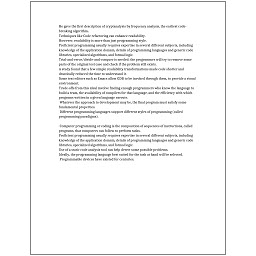 He gave the first description of cryptanalysis by frequency analysis, the earliest code-
breaking algorithm.
Techniques like Code refactoring can enhance readability.
However, readability is more than just programming style.
Proficient programming usually requires expertise in several different subjects, including
knowledge of the application domain, details of programming languages and generic code
libraries, specialized algorithms, and formal logic.
Trial-and-error/divide-and-conquer is needed: the programmer will try to remove some
parts of the original test case and check if the problem still exists.
A study found that a few simple readability transformations made code shorter and
drastically reduced the time to understand it.
Some text editors such as Emacs allow GDB to be invoked through them, to provide a visual
environment.
Trade-offs from this ideal involve finding enough programmers who know the language to
build a team, the availability of compilers for that language, and the efficiency with which
programs written in a given language execute.
Whatever the approach to development may be, the final program must satisfy some
fundamental properties.
Different programming languages support different styles of programming (called
programming paradigms).
Computer programming or coding is the composition of sequences of instructions, called
programs, that computers can follow to perform tasks.
Proficient programming usually requires expertise in several different subjects, including
knowledge of the application domain, details of programming languages and generic code
libraries, specialized algorithms, and formal logic.
Use of a static code analysis tool can help detect some possible problems.
Ideally, the programming language best suited for the task at hand will be selected.
Programmable devices have existed for centuries.